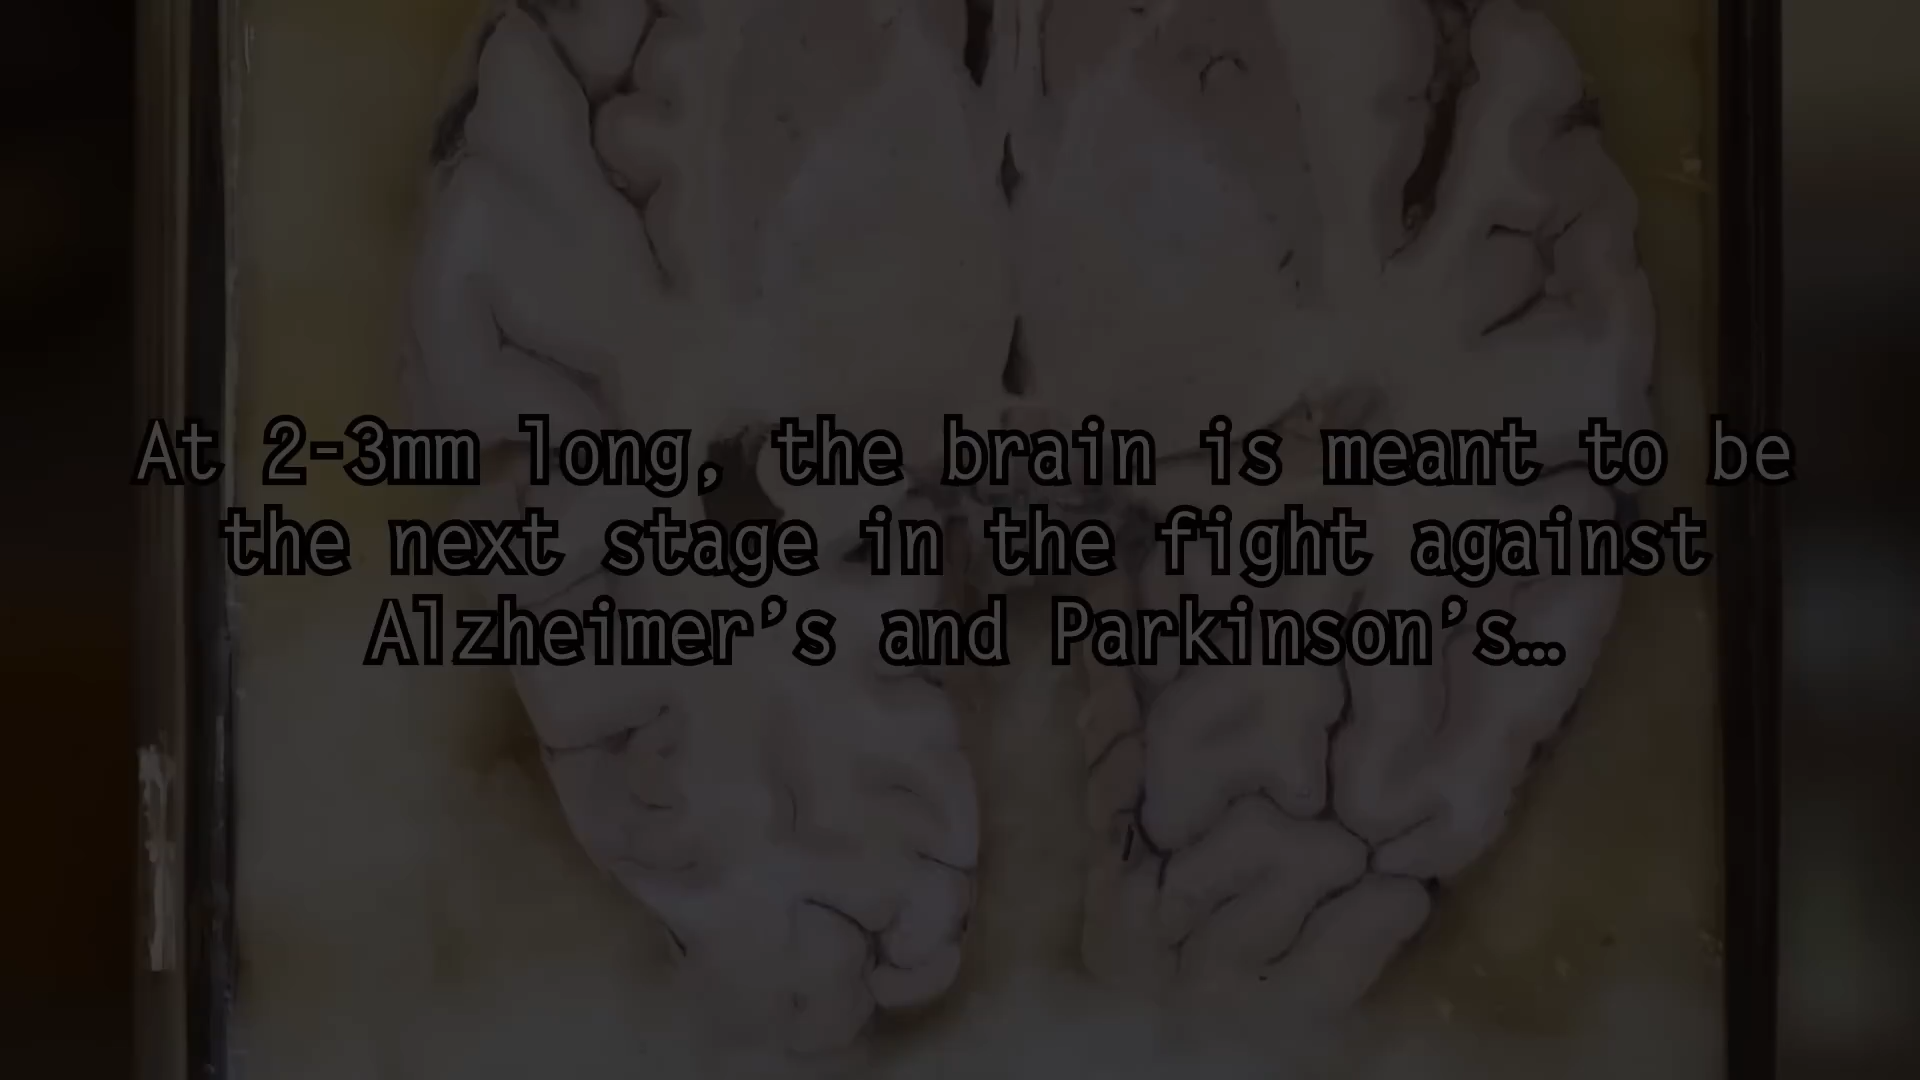 At 2-3mm long, the brain is meant to be
the next stage in the fight against
Alzheimer’s and Parkinson’s…